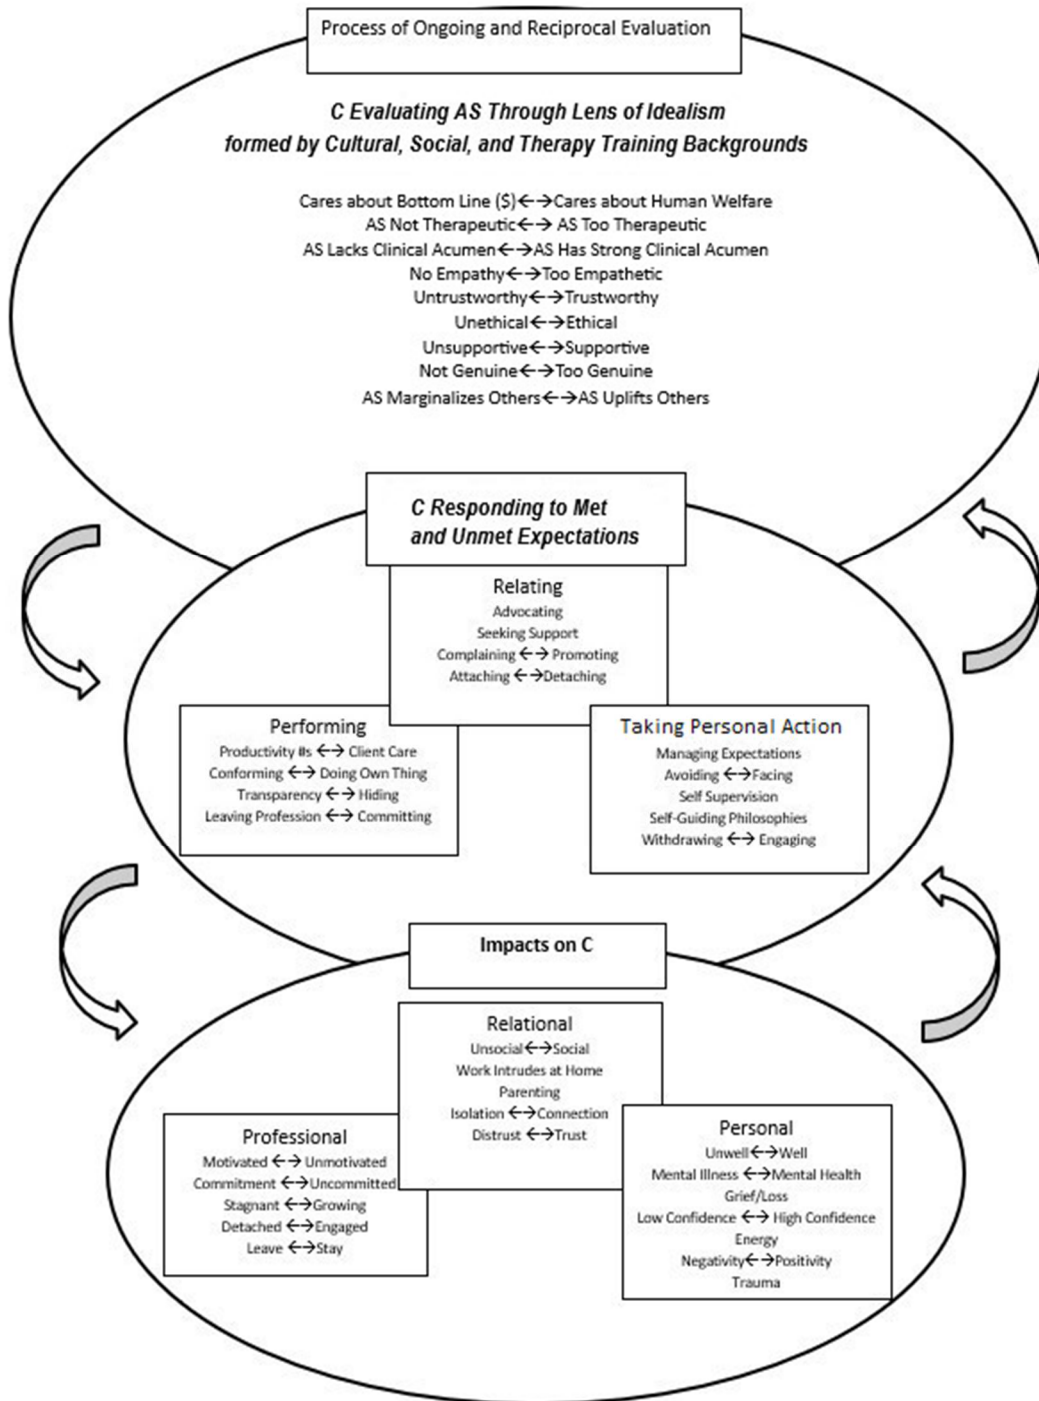 Process of Ongoing and Reciprocal Evaluation
C Evaluating AS Through Lens of Idealism
formed by Cultural, Social, and Therapy Training Backgrounds
Cares about Bottom Line ($)←→Cares about Human Welfare
AS Not Therapeutic←→ AS Too Therapeutic
AS Lacks Clinical Acumen←→AS Has Strong Clinical Acumen
No Empathy←→Too Empathetic
Untrustworthy←→Trustworthy
Unethical←→Ethical
Unsupportive←→Supportive
Not Genuine←→Too Genuine
AS Marginalizes Others←→AS Uplifts Others
C Responding to Met
and Unmet Expectations
Relating
Advocating
Seeking Support
Complaining ←→ Promoting
Attaching ←→Detaching
Performing
Productivity #s ←→ Client Care
Conforming ←→ Doing Own Thing
Transparency ←→ Hiding
Leaving Profession ←→ Committing
Taking Personal Action
Managing Expectations
Avoiding ←→Facing
Self Supervision
Self-Guiding Philosophies
Withdrawing ←→ Engaging
Impacts on C
Relational
Unsocial←→Social
Work Intrudes at Home
Parenting
Isolation ←→Connection
Distrust ←→Trust
Professional
Motivated ←→ Unmotivated
Commitment ←→Uncommitted
Stagnant ←→Growing
Detached ←→Engaged
Leave ←→Stay
Personal
Unwell←→Well
Mental Illness ←→Mental Health
Grief/Loss
Low Confidence ←→ High Confidence
Energy
Negativity←→Positivity
Trauma